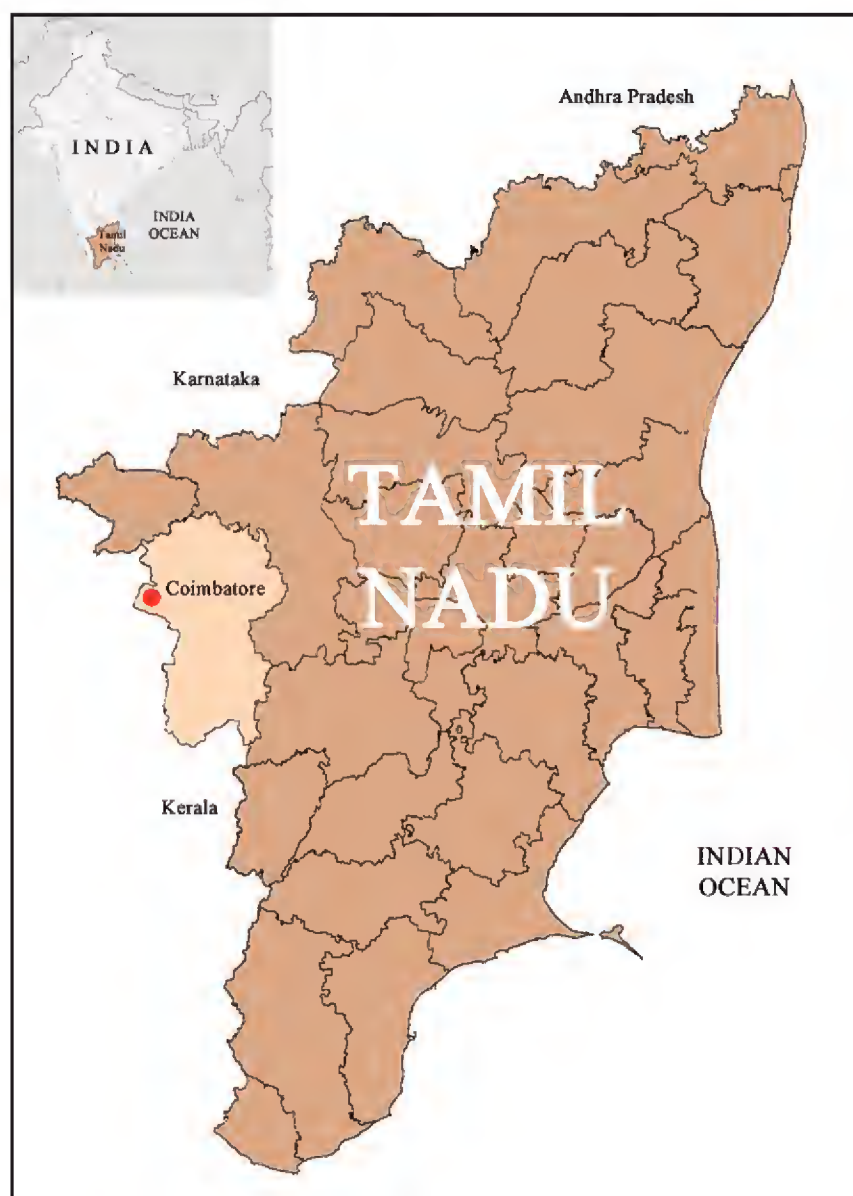 INDIA
INDIA
OCEAN
Tamil
Nadu
Andhra Pradesh
Karnataka
TAMIL
NADU
Coimbatore
Kerala
INDIAN
OCEAN